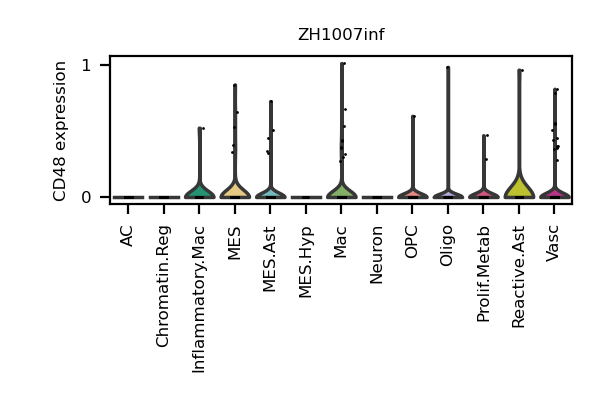 ZH1007inf
CD48 expression
1
0
AC
Chromatin.Reg
Inflammatory.Mac
MES
MES.Ast
MES.Hyp
Mac
Neuron
OPC
Oligo
Prolif.Metab
Reactive.Ast
Vasc